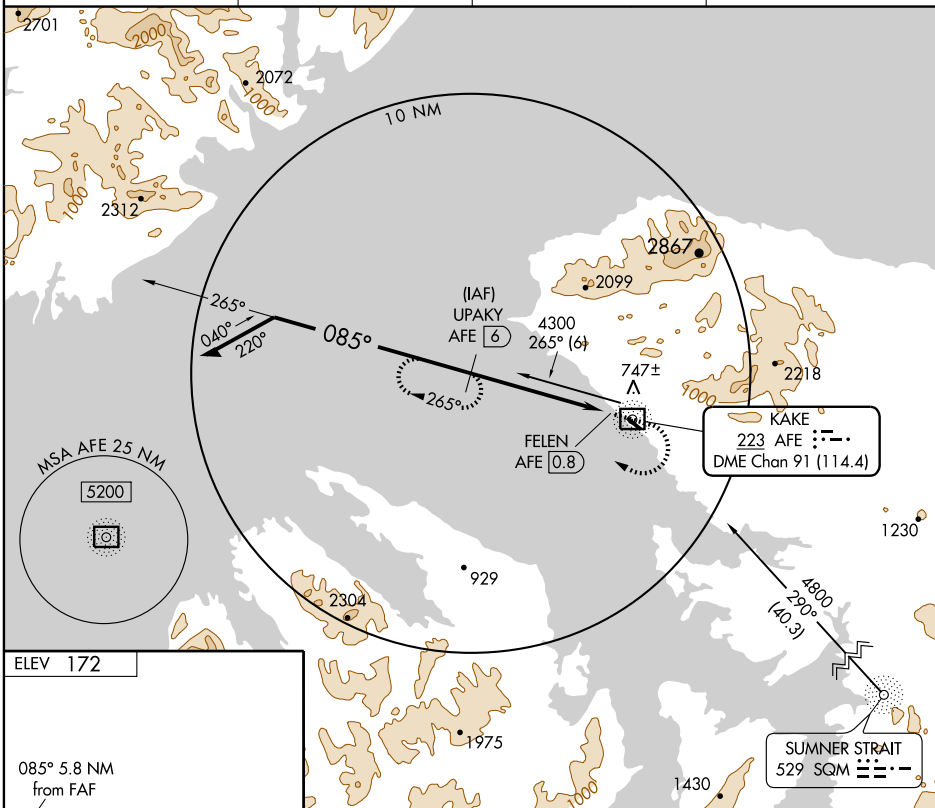 2701
2000
2072
1000
10 NM
2312
1000
2867
2099
(IAF)
UPAKY
AFE 6
4300
265° (6)
265°
040°
220°
085°
265°
747±
2218
1000
FELEN
AFE 0.8
KAKE
223 AFE
DME Chan 91 (114.4)
MSA AFE 25 NM
5200
1230
929
4800
290°
(40.3)
2304
ELEV 172
1975
085° 5.8 NM
from FAF
SUMNER STRAIT
529 SQM
1430
1000